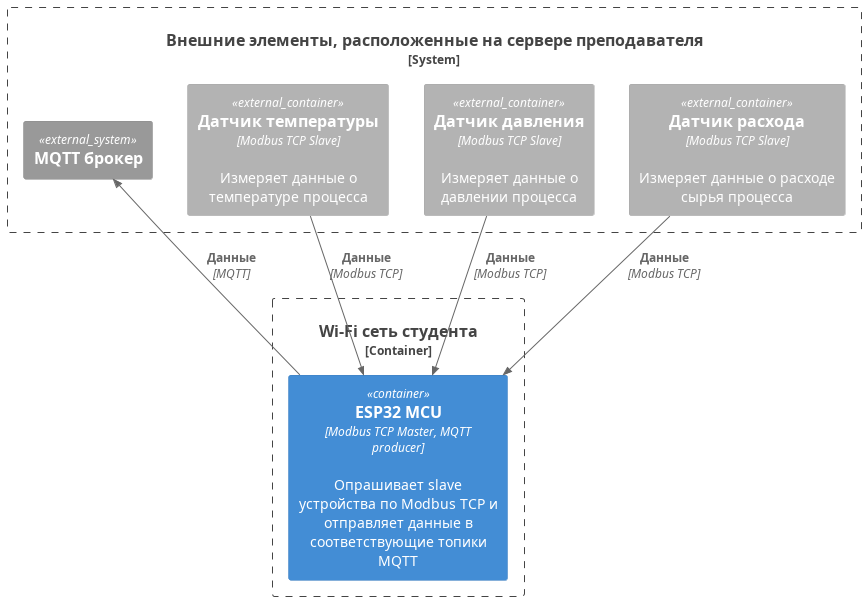 Внешние элементы, расположенные на сервере преподавателя
[System]
«external_system»
MQTT брокер
«external_container»
Датчик температуры
[Modbus TCP Slave]
Измеряет данные о
температуре процесса
«external_container»
Датчик давления
[Modbus TCP Slave]
Измеряет данные о
давлении процесса
«external_container»
Датчик расхода
[Modbus TCP Slave]
Измеряет данные о расходе
сырья процесса
Данные
[MQTT]
Данные
[Modbus TCP]
Данные
[Modbus TCP]
Данные
[Modbus TCP]
Wi-Fi сеть студента
[Container]
«container»
ESP32 MCU
[Modbus TCP Master, MQTT
producer]
Опрашивает slave
устройства по Modbus TCP и
отправляет данные в
соответствующие топики
MQTT